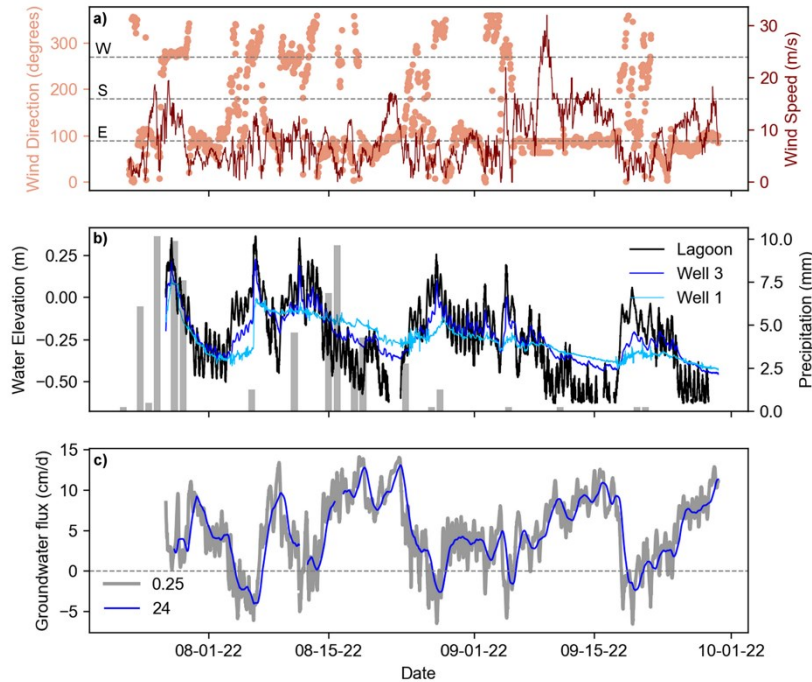 a)
Wind Direction (degrees)
300
200
100
0
W
S
E
30
20
10
0
Wind Speed (m/s)
b)
Water Elevation (m)
0.25
0.00
−0.25
−0.50
Lagoon
Well 3
Well 1
10.0
7.5
5.0
2.5
0.0
Precipitation (mm)
c)
Groundwater flux (cm/d)
15
10
5
0
−5
0.25
24
08-01-22 08-15-22 09-01-22 09-15-22 10-01-22
Date